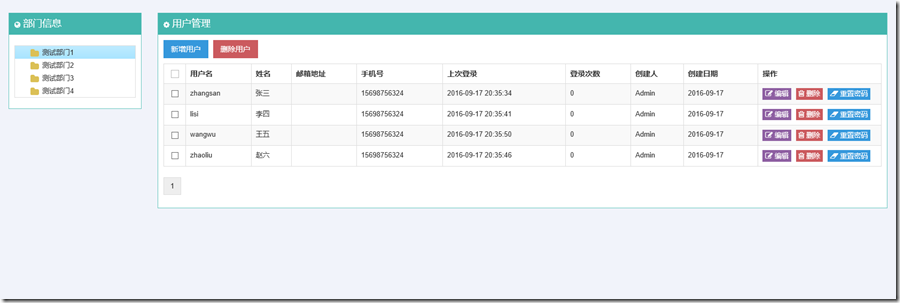 部门信息
测试部门1
测试部门2
测试部门3
测试部门4
用户管理
新增用户 删除用户
用户名 姓名 邮箱地址 手机号 上次登录 登录次数 创建人 创建日期 操作
zhangsan 张三 15698756324 2016-09-17 20:35:34 0 Admin 2016-09-17 编辑 删除 重置密码
lisi 李四 15698756324 2016-09-17 20:35:41 0 Admin 2016-09-17 编辑 删除 重置密码
wangwu 王五 15698756324 2016-09-17 20:35:50 0 Admin 2016-09-17 编辑 删除 重置密码
zhaoliu 赵六 15698756324 2016-09-17 20:35:46 0 Admin 2016-09-17 编辑 删除 重置密码
1